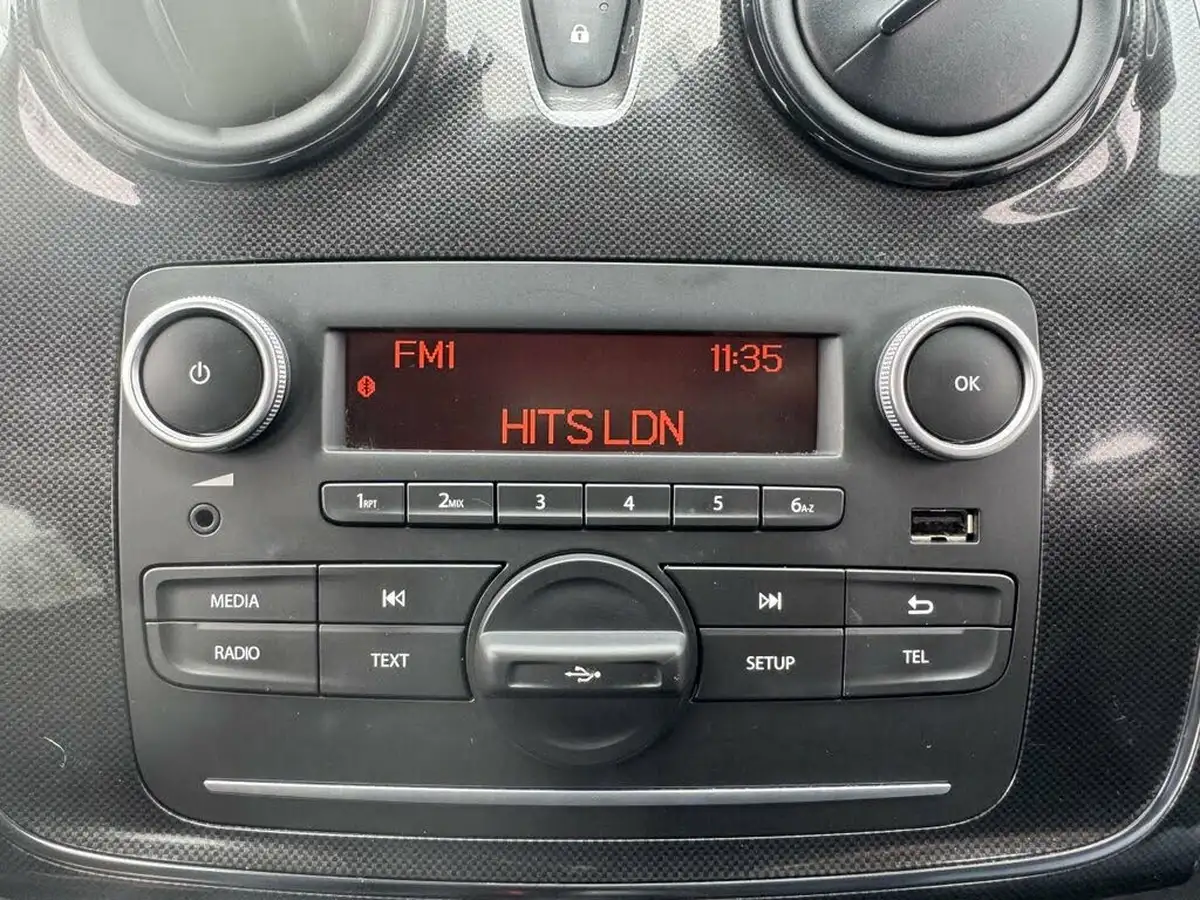 FM1 11:35
HITS LDN
OK
1RPT 2MIX 3 4 5 6A-Z
MEDIA
RADIO TEXT SETUP TEL